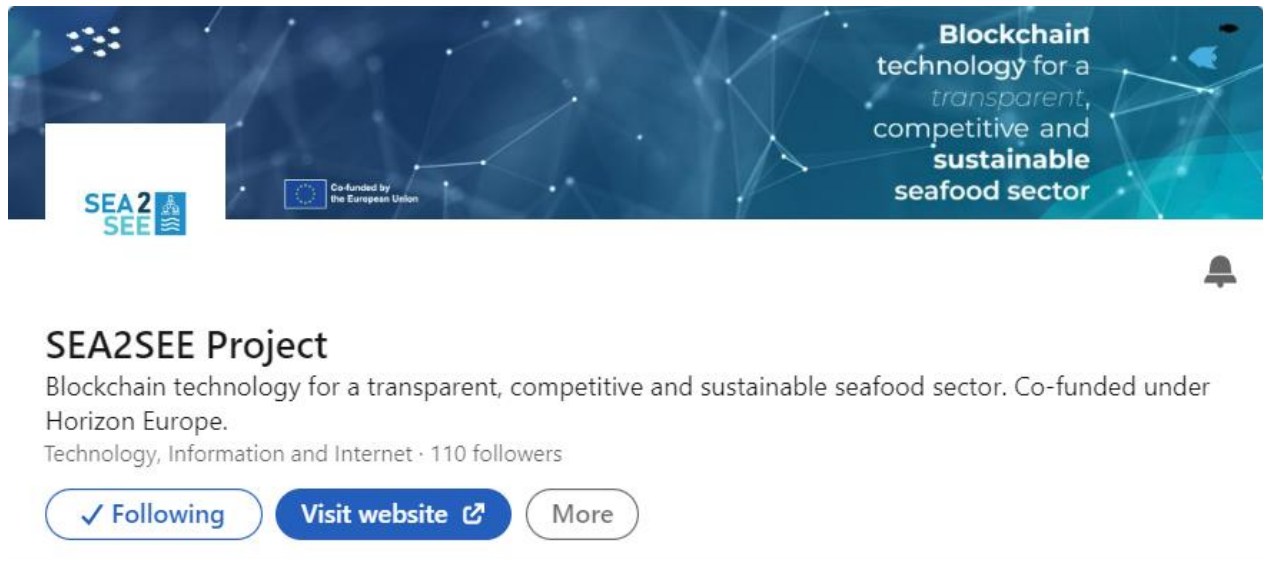 Blockchain
technology for a
transparent,
competitive and
sustainable
seafood sector
Co-funded by
the European Union
SEA2
SEE
SEA2SEE Project
Blockchain technology for a transparent, competitive and sustainable seafood sector. Co-funded under
Horizon Europe.
Technology, Information and Internet · 110 followers
✓ Following
Visit website
More